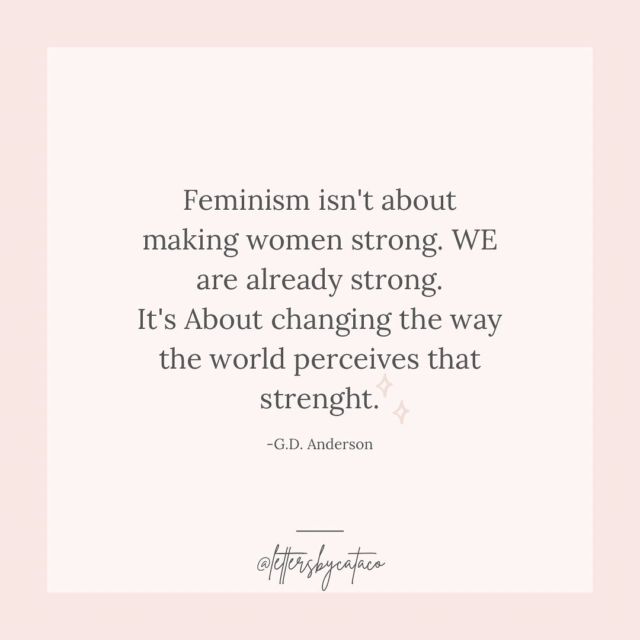 Feminism isn't about
making women strong. WE
are already strong.
It's About changing the way
the world perceives that
strenght.
-G.D. Anderson
@lettersbycataco